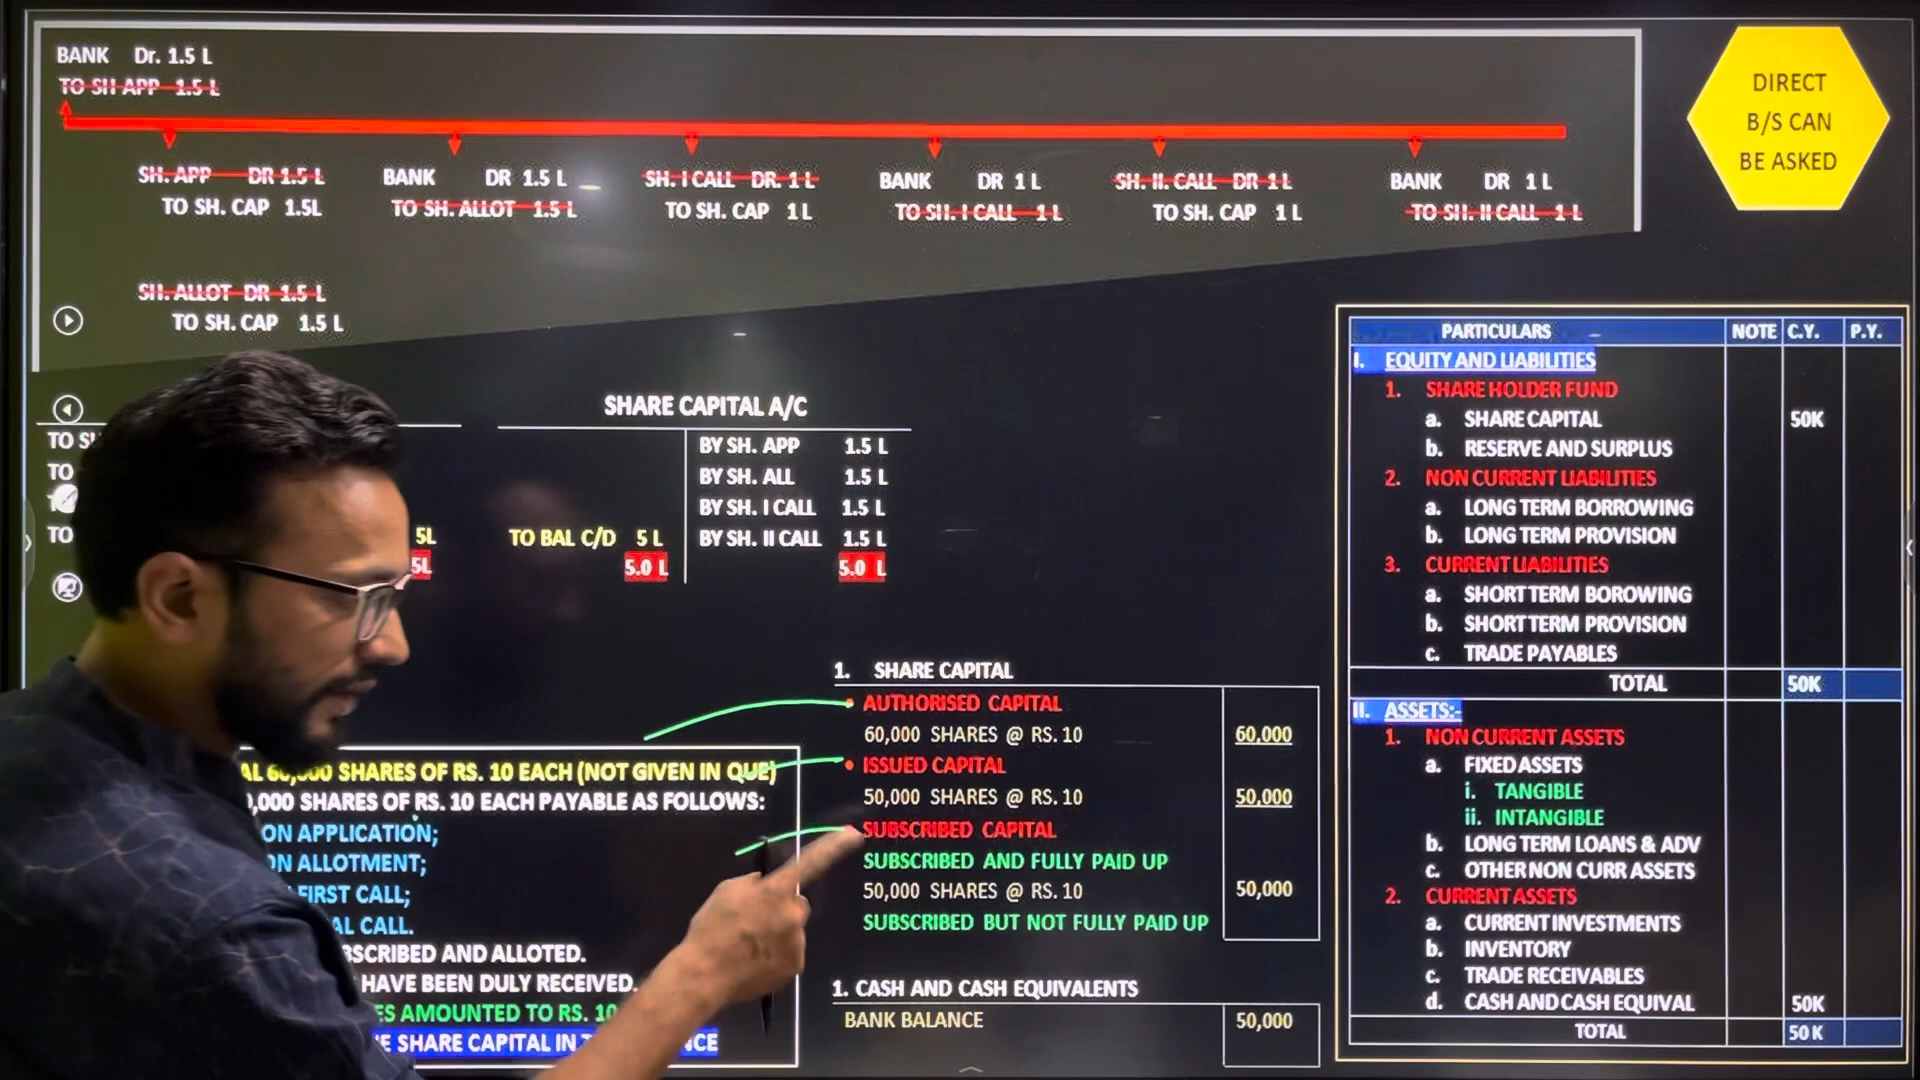 BANK Dr. 1.5 L
TO SH APP 1.5 L
SH. APP DR 1.5 L
TO SH. CAP 1.5L
BANK DR 1.5 L
TO SH. ALLOT 1.5 L
SH. I CALL DR. 1 L
TO SH. CAP 1 L
BANK DR 1 L
TO SH. I CALL 1 L
SH. II. CALL DR 1 L
TO SH. CAP 1 L
BANK DR 1 L
TO SH. II CALL 1 L
SH. ALLOT DR 1.5 L
TO SH. CAP 1.5 L
DIRECT
B/S CAN
BE ASKED
TO
TO
TO
5L
5L
SHARE CAPITAL A/C
BY SH. APP 1.5 L
BY SH. ALL 1.5 L
BY SH. I CALL 1.5 L
TO BAL C/D 5 L BY SH. II CALL 1.5 L
5.0 L 5.0 L
60,000 SHARES OF RS. 10 EACH (NOT GIVEN IN QUE)
,000 SHARES OF RS. 10 EACH PAYABLE AS FOLLOWS:
ON APPLICATION;
ON ALLOTMENT;
FIRST CALL;
AL CALL.
BSCRIBED AND ALLOTED.
HAVE BEEN DULY RECEIVED.
ES AMOUNTED TO RS. 10
E SHARE CAPITAL IN
1. SHARE CAPITAL
• AUTHORISED CAPITAL
60,000 SHARES @ RS. 10 60,000
• ISSUED CAPITAL
50,000 SHARES @ RS. 10 50,000
SUBSCRIBED CAPITAL
SUBSCRIBED AND FULLY PAID UP
50,000 SHARES @ RS. 10 50,000
SUBSCRIBED BUT NOT FULLY PAID UP
1. CASH AND CASH EQUIVALENTS
BANK BALANCE 50,000
PARTICULARS NOTE C.Y. P.Y.
I. EQUITY AND LIABILITIES
1. SHARE HOLDER FUND
a. SHARE CAPITAL 50K
b. RESERVE AND SURPLUS
2. NON CURRENT LIABILITIES
a. LONG TERM BORROWING
b. LONG TERM PROVISION
3. CURRENT LIABILITIES
a. SHORT TERM BOROWING
b. SHORT TERM PROVISION
c. TRADE PAYABLES
TOTAL 50K
II. ASSETS:-
1. NON CURRENT ASSETS
a. FIXED ASSETS
i. TANGIBLE
ii. INTANGIBLE
b. LONG TERM LOANS & ADV
c. OTHER NON CURR ASSETS
2. CURRENT ASSETS
a. CURRENT INVESTMENTS
b. INVENTORY
c. TRADE RECEIVABLES
d. CASH AND CASH EQUIVAL 50K
TOTAL 50 K